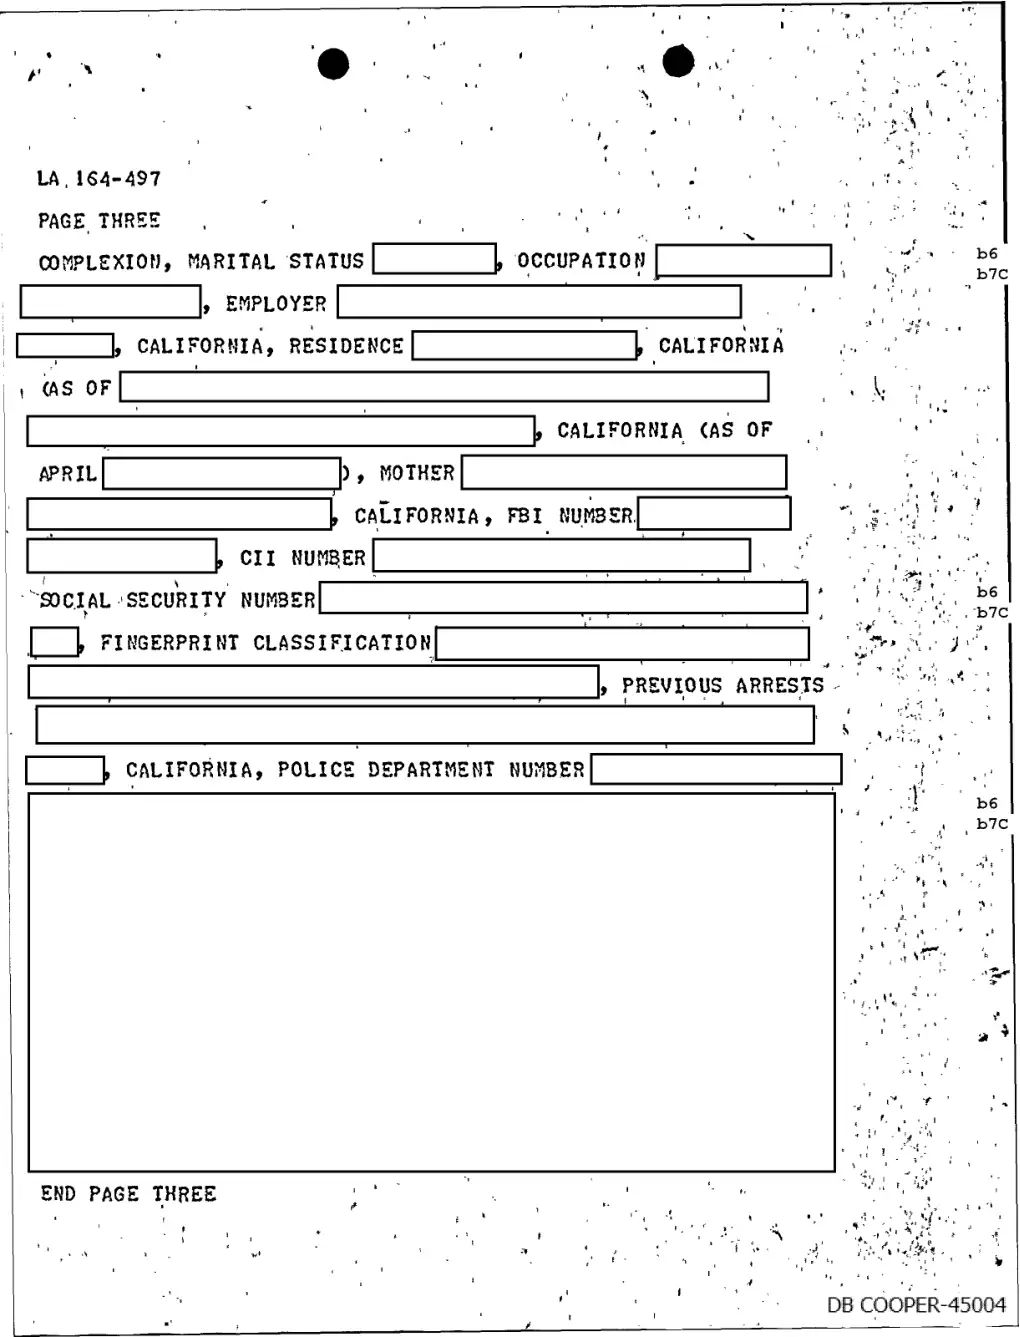 LA 164-497
PAGE THREE
COMPLEXION, MARITAL STATUS , OCCUPATION
b6
b7C
, EMPLOYER
, CALIFORNIA, RESIDENCE , CALIFORNIA
(AS OF
, CALIFORNIA (AS OF
APRIL ), MOTHER
, CALIFORNIA, FBI NUMBER
, CII NUMBER
SOCIAL SECURITY NUMBER
b6
b7C
, FINGERPRINT CLASSIFICATION
, PREVIOUS ARRESTS
, CALIFORNIA, POLICE DEPARTMENT NUMBER
b6
b7C
END PAGE THREE
DB COOPER-45004